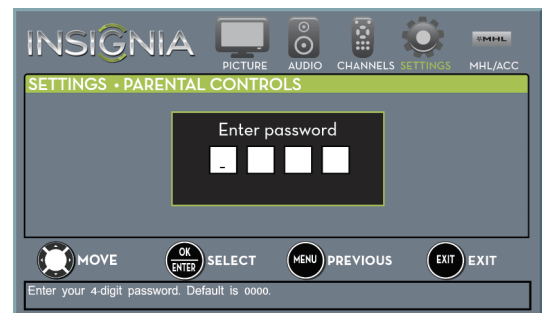 INSIGNIA
PICTURE AUDIO CHANNELS SETTINGS MHL MHL/ACC
SETTINGS • PARENTAL CONTROLS
Enter password
_
MOVE OK ENTER SELECT MENU PREVIOUS EXIT EXIT
Enter your 4-digit password. Default is 0000.